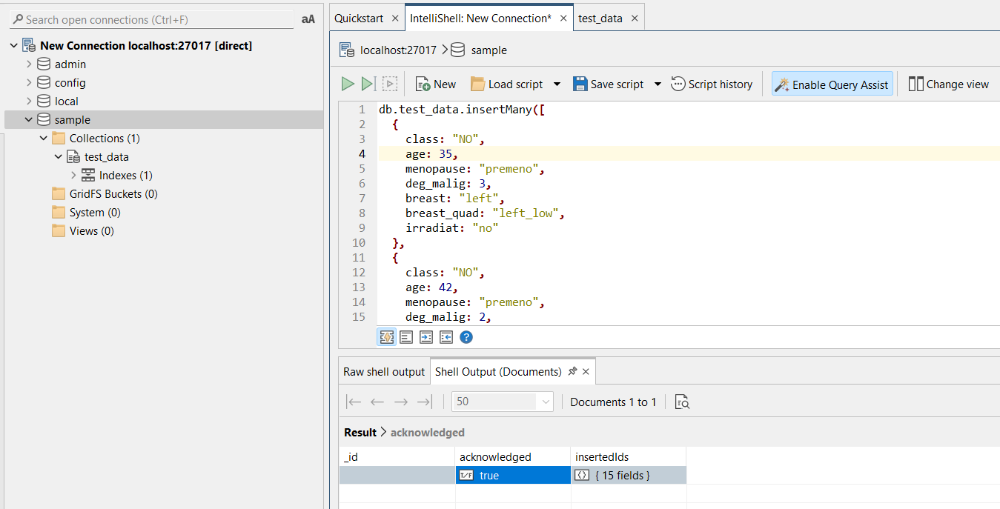 Search open connections (Ctrl+F) aA
New Connection localhost:27017 [direct]
admin
config
local
sample
Collections (1)
test_data
Indexes (1)
GridFS Buckets (0)
System (0)
Views (0)
Quickstart × IntelliShell: New Connection* × test_data ×
localhost:27017 > sample
New Load script Save script Script history Enable Query Assist Change view
1 db.test_data.insertMany([
2 {
3 class: "NO",
4 age: 35,
5 menopause: "premeno",
6 deg_malig: 3,
7 breast: "left",
8 breast_quad: "left_low",
9 irradiat: "no"
10 },
11 {
12 class: "NO",
13 age: 42,
14 menopause: "premeno",
15 deg_malig: 2,
?
Raw shell output Shell Output (Documents) ×
50 Documents 1 to 1
Result > acknowledged
_id acknowledged insertedIds
T/F true { 15 fields }